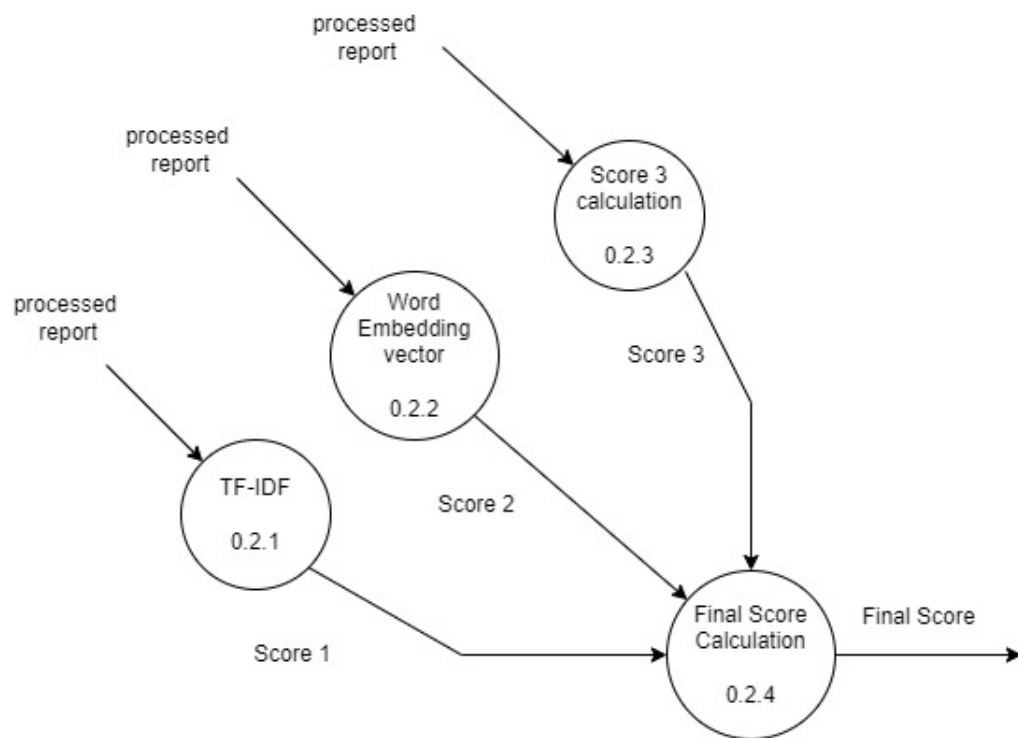 processed
report
processed
report
Score 3
calculation
0.2.3
processed
report
Word
Embedding
vector
0.2.2
Score 3
TF-IDF
0.2.1
Score 2
Score 1
Final Score
Calculation
0.2.4
Final Score